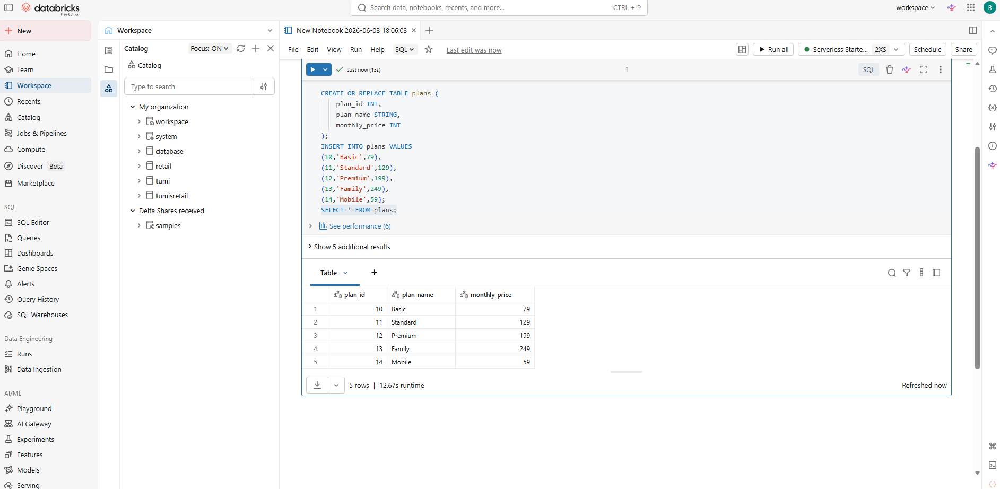 databricks
Free Edition
Search data, notebooks, recents, and more...
CTRL + P
workspace
B
New
Home
Learn
Workspace
Recents
Catalog
Jobs & Pipelines
Compute
Discover Beta
Marketplace
SQL
SQL Editor
Queries
Dashboards
Genie Spaces
Alerts
Query History
SQL Warehouses
Data Engineering
Runs
Data Ingestion
AI/ML
Playground
AI Gateway
Experiments
Features
Models
Serving
Workspace
Catalog
Focus: ON
Catalog
Type to search
My organization
workspace
system
database
retail
tumi
tumisretail
Delta Shares received
samples
New Notebook 2026-06-03 18:06:03
File Edit View Run Help SQL Last edit was now
Run all
Serverless Starte... 2XS
Schedule
Share
Just now (13s)
1
SQL
CREATE OR REPLACE TABLE plans (
plan_id INT,
plan_name STRING,
monthly_price INT
);
INSERT INTO plans VALUES
(10,'Basic',79),
(11,'Standard',129),
(12,'Premium',199),
(13,'Family',249),
(14,'Mobile',59);
SELECT * FROM plans;
See performance (6)
Show 5 additional results
Table
plan_id plan_name monthly_price
1 10 Basic 79
2 11 Standard 129
3 12 Premium 199
4 13 Family 249
5 14 Mobile 59
5 rows | 12.67s runtime
Refreshed now